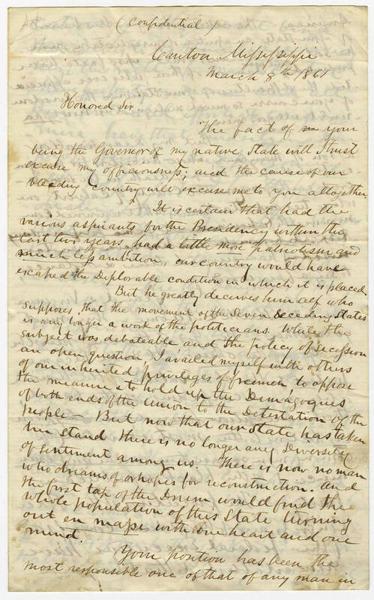 (Confidential)
Canton Mississippi
March 8th 1861
Honored Sir
The fact of your
being the Governor of my native State will I trust
excuse my officiousness; and the cause of our
bleeding country will excuse me to you altogether
It is certain that had the
various aspirants for the Presidency within the
last two years, had a little most patriotism and
much less ambition, our country would have
escaped the Deplorable condition in which it is placed
But he greatly deceives himself who
supposes, that the movement of the Seven Seceding States
is any longer a work of the politicians. While the
subject was debateable and the policy of secession
an open question I availed myself with others
of our inherited privileges of freemen to oppose
the measure & to hold up the Demagogues
of both ends of the Union to the Detestation of the
people — But now that our State has taken
her stand there is no longer any Diversity
of sentiment among us. There is now no man
who dreams of or hopes for reconstruction. and
the first tap of the Drum would find the
whole population of this State turning
out en masse with one heart and one
mind.
Your position has been the
most responsible one of that of any man in